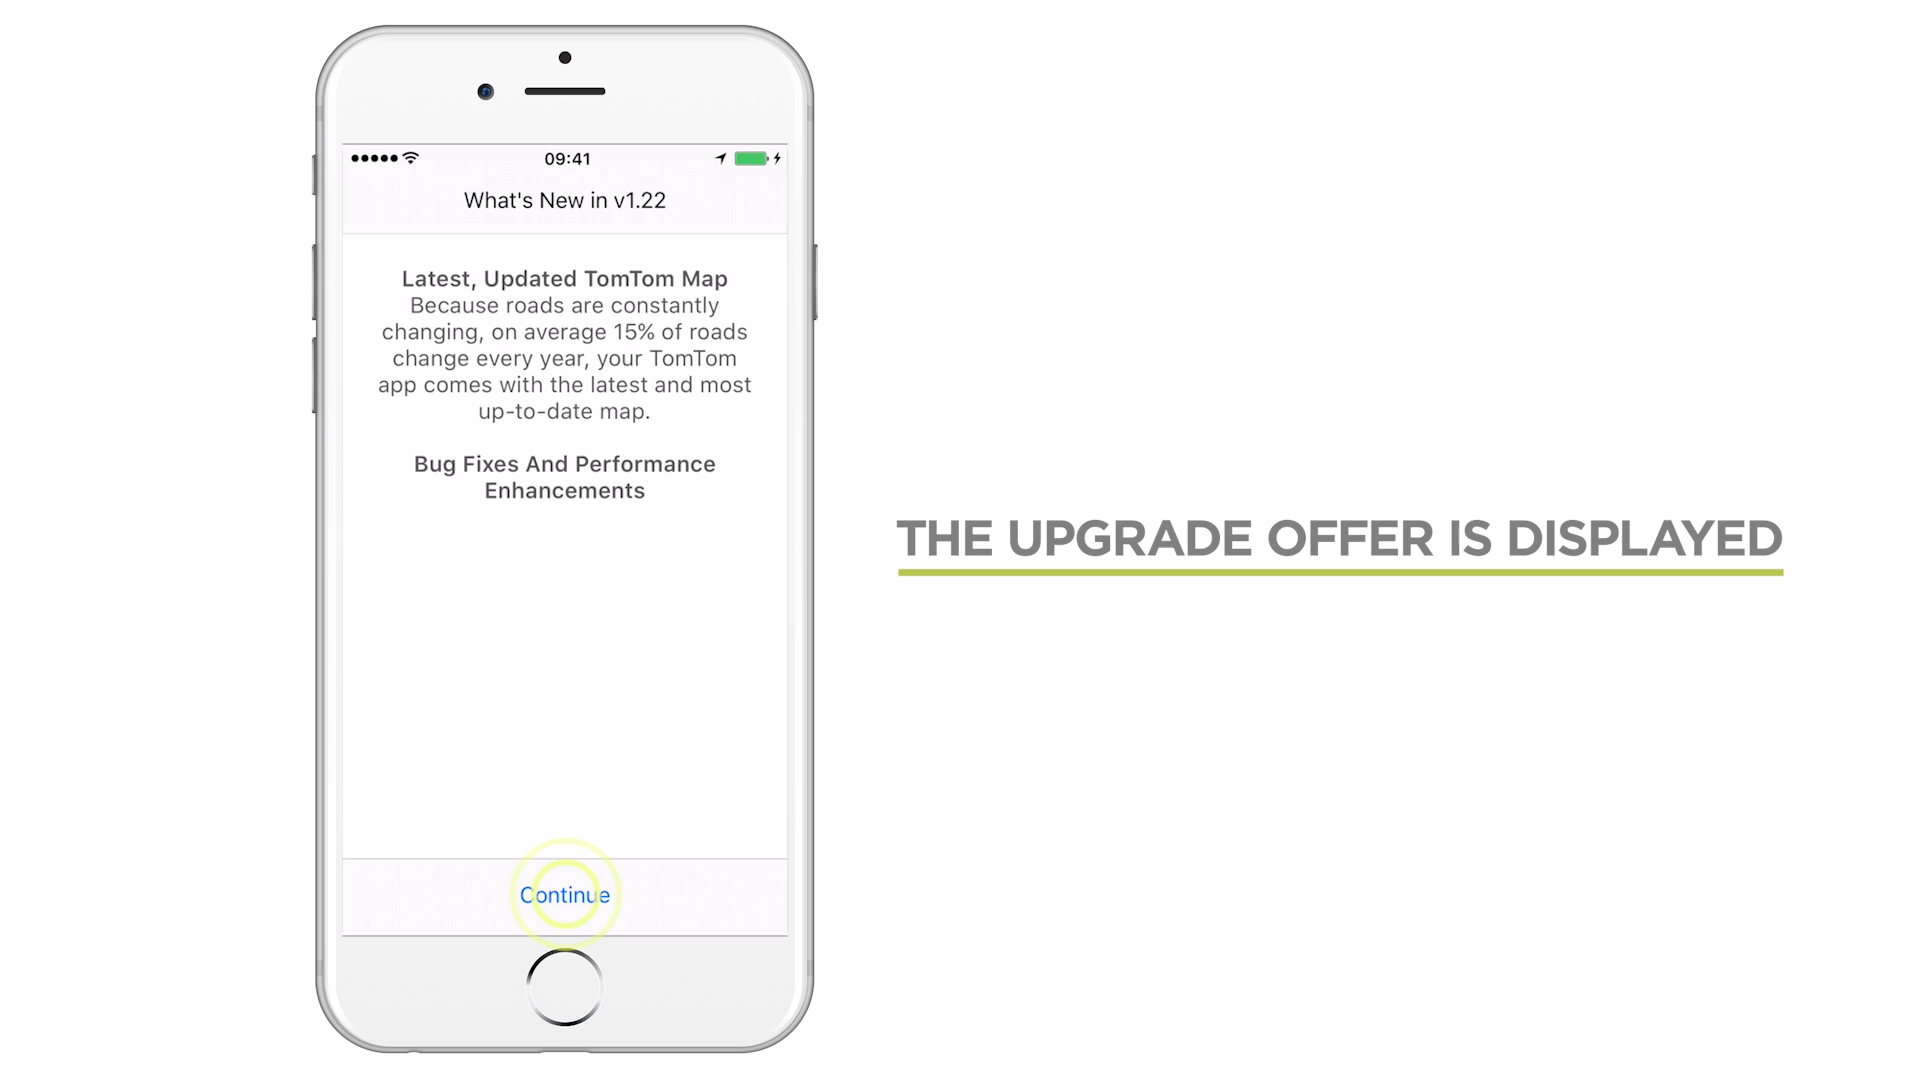 09:41
What's New in v1.22
Latest, Updated TomTom Map
Because roads are constantly
changing, on average 15% of roads
change every year, your TomTom
app comes with the latest and most
up-to-date map.
Bug Fixes And Performance
Enhancements
THE UPGRADE OFFER IS DISPLAYED
Continue